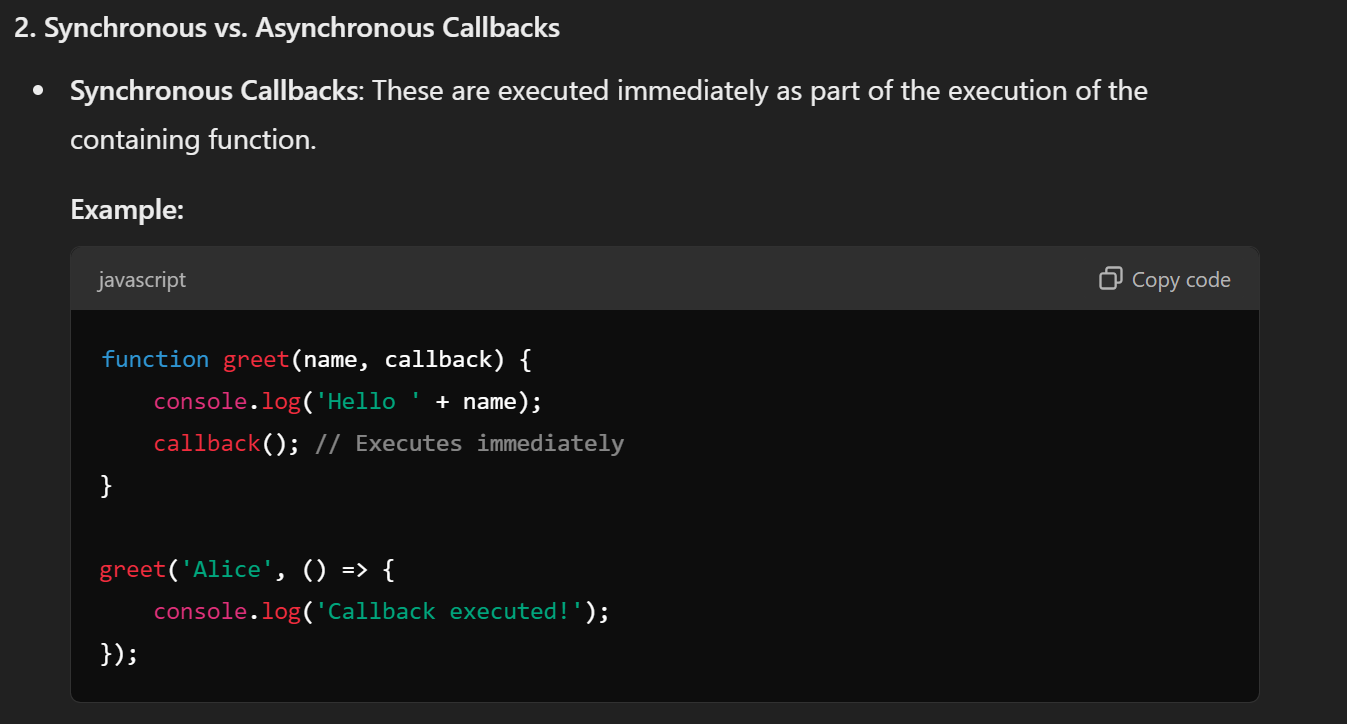 2. Synchronous vs. Asynchronous Callbacks
• Synchronous Callbacks: These are executed immediately as part of the execution of the
containing function.
Example:
javascript
Copy code
function greet(name, callback) {
    console.log('Hello ' + name);
    callback(); // Executes immediately
}
greet('Alice', () => {
    console.log('Callback executed!');
});